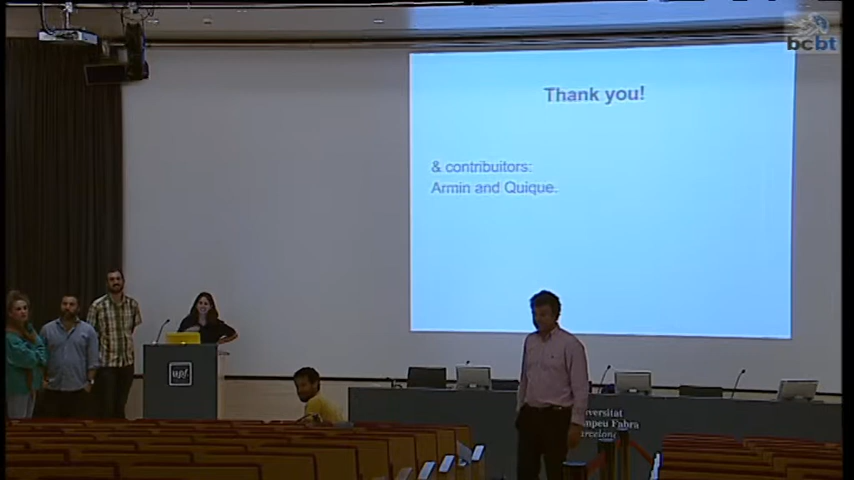 bcbt
Thank you!
& contribuitors:
Armin and Quique.
upf.
Universitat
Pompeu Fabra
Barcelona